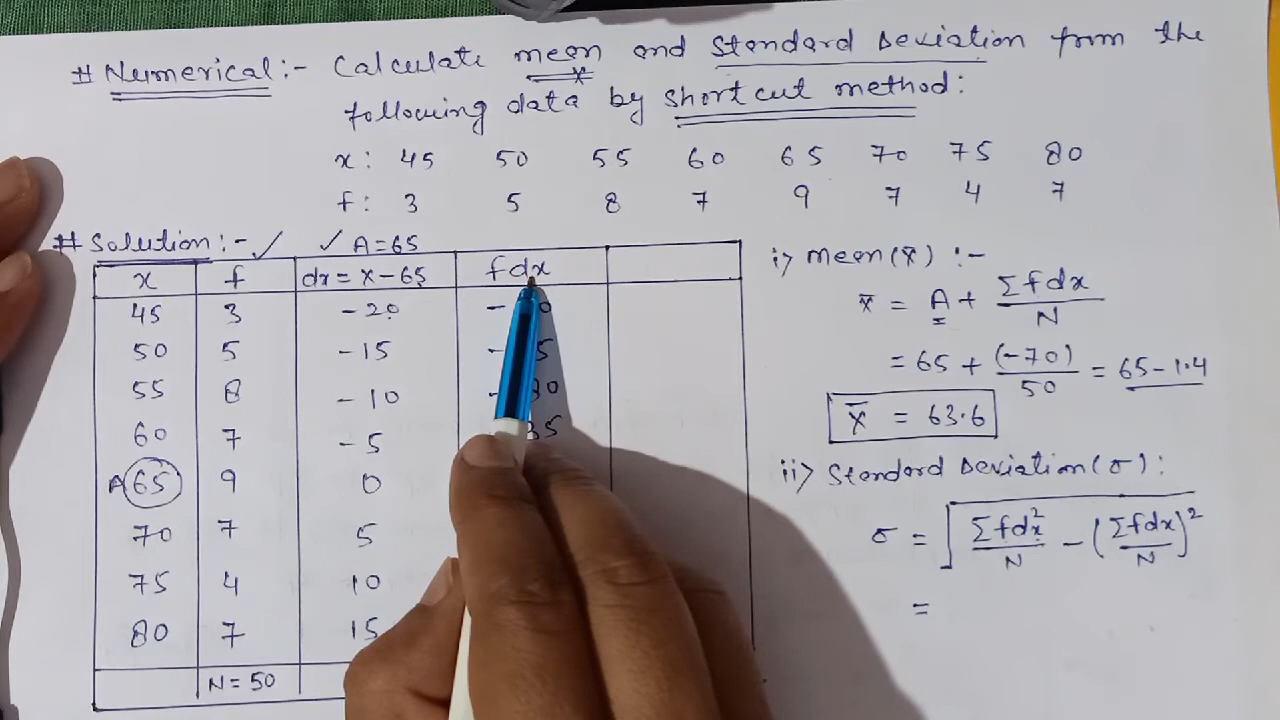 # Numerical:- Calculate mean and Standard Deviation from the
following data by shortcut method:
x: 45 50 55 60 65 70 75 80
f: 3 5 8 7 9 7 4 7
# Solution:- ✓ ✓ A=65
x f dx = x-65 fdx
45 3 -20
50 5 -15
55 8 -10
60 7 -5
A 65 9 0
70 7 5
75 4 10
80 7 15
N = 50
i) Mean (x̄) :-
x̄ = A + Σfdx / N
= 65 + (-70) / 50 = 65 - 1.4
x̄ = 63.6
ii) Standard Deviation (σ):
σ = √ Σfdx² / N - (Σfdx / N)²
=